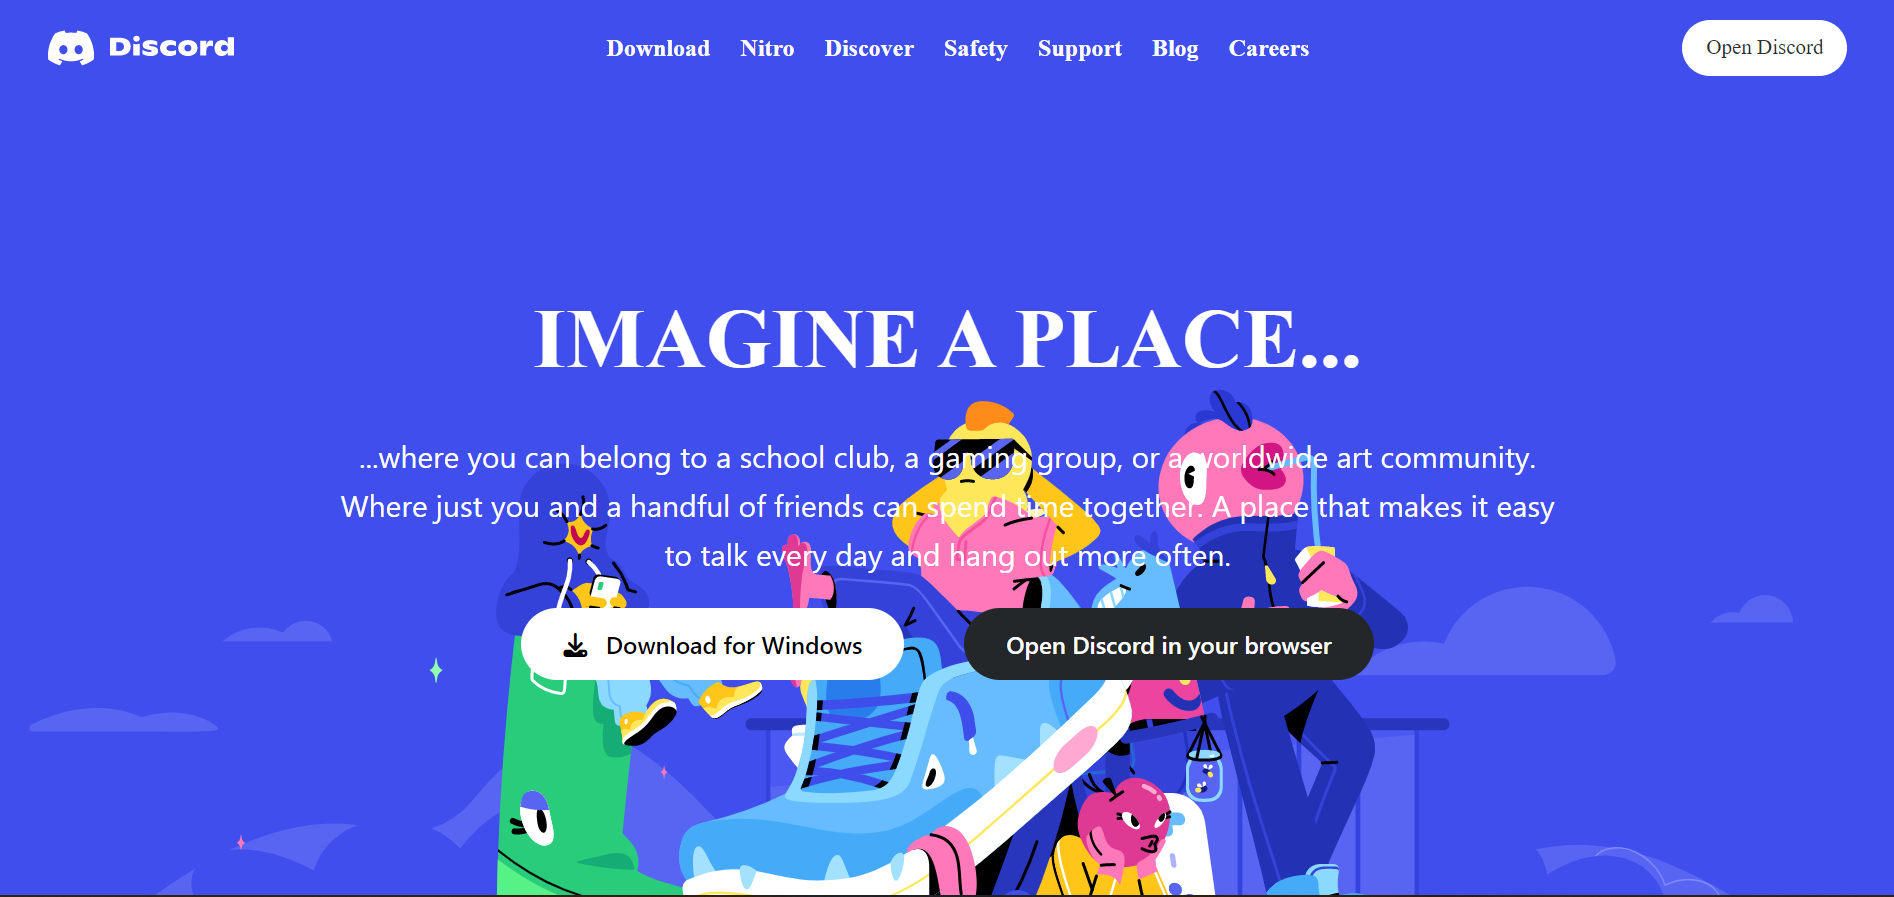 Discord
Download Nitro Discover Safety Support Blog Careers
Open Discord
IMAGINE A PLACE...
...where you can belong to a school club, a gaming group, or a worldwide art community.
Where just you and a handful of friends can spend time together. A place that makes it easy
to talk every day and hang out more often.
Download for Windows
Open Discord in your browser